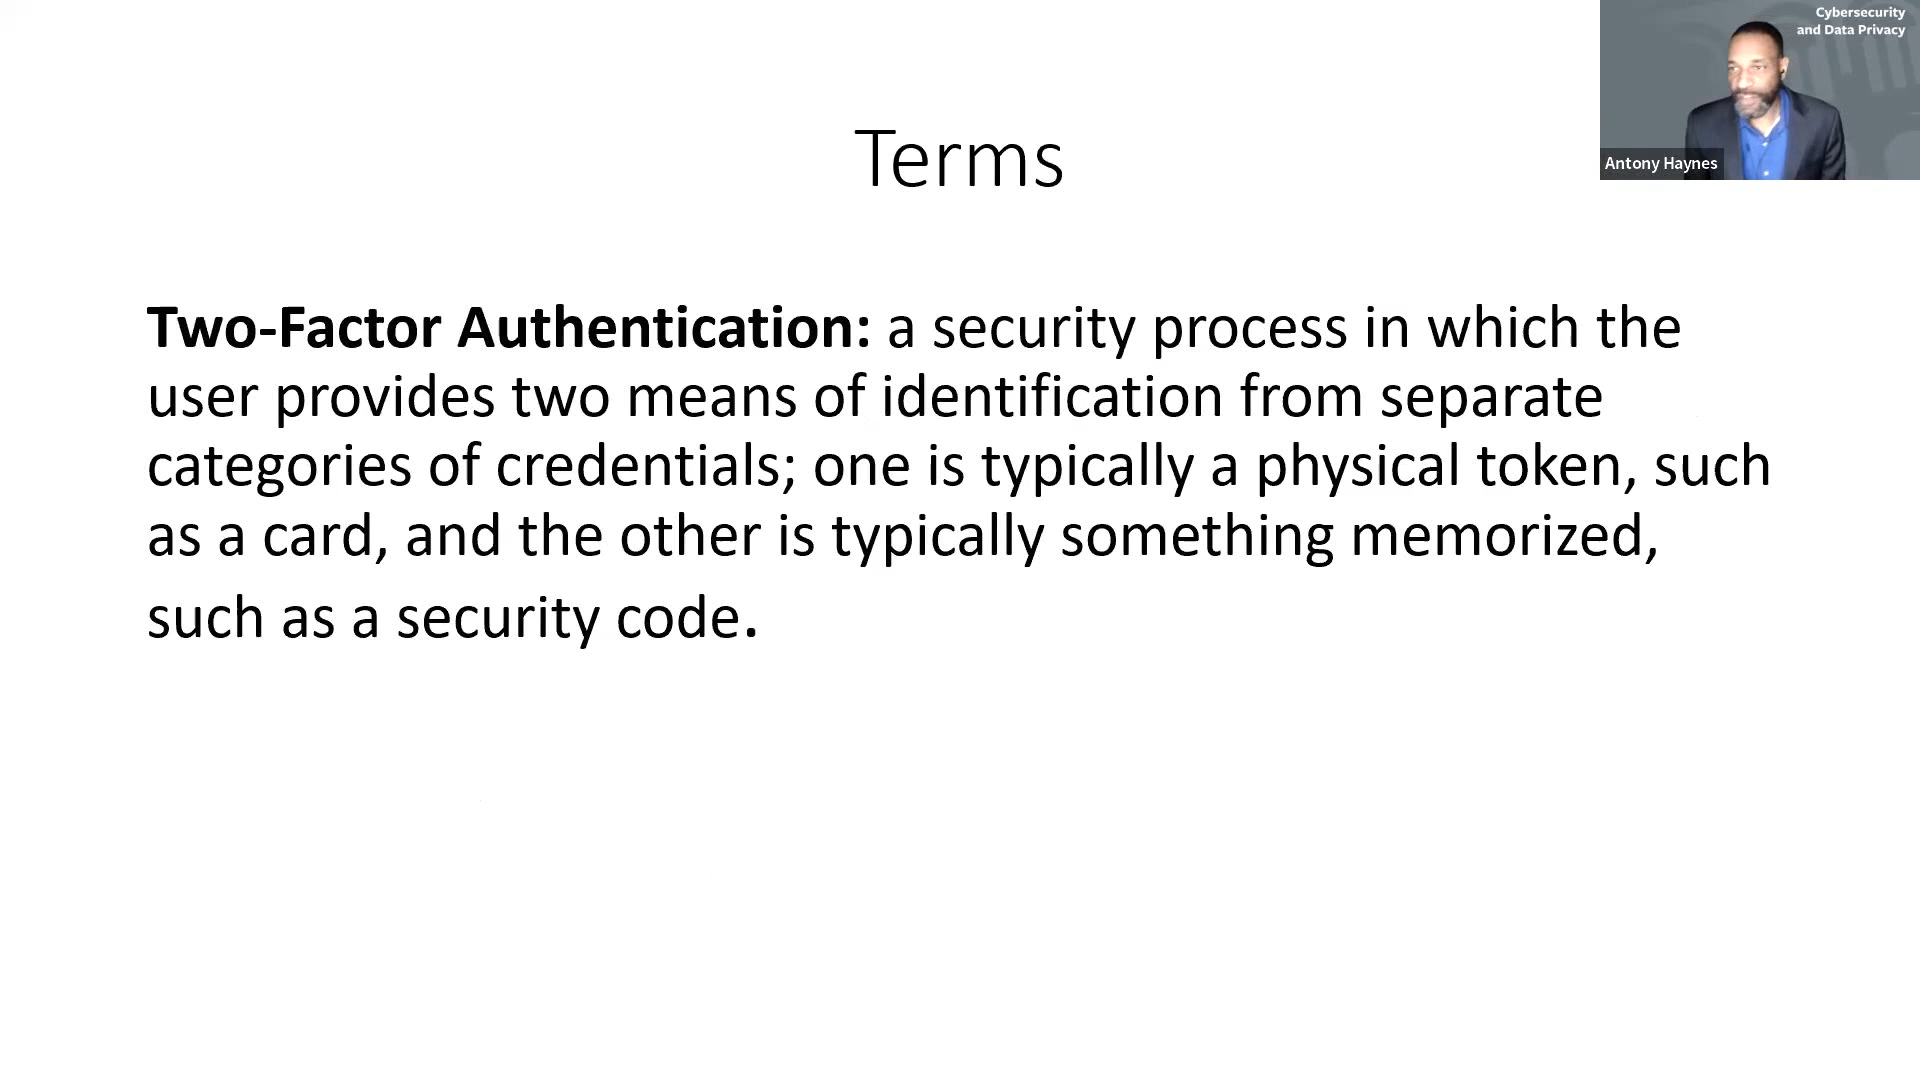 Cybersecurity
and Data Privacy
Antony Haynes
Terms
Two-Factor Authentication: a security process in which the
user provides two means of identification from separate
categories of credentials; one is typically a physical token, such
as a card, and the other is typically something memorized,
such as a security code.